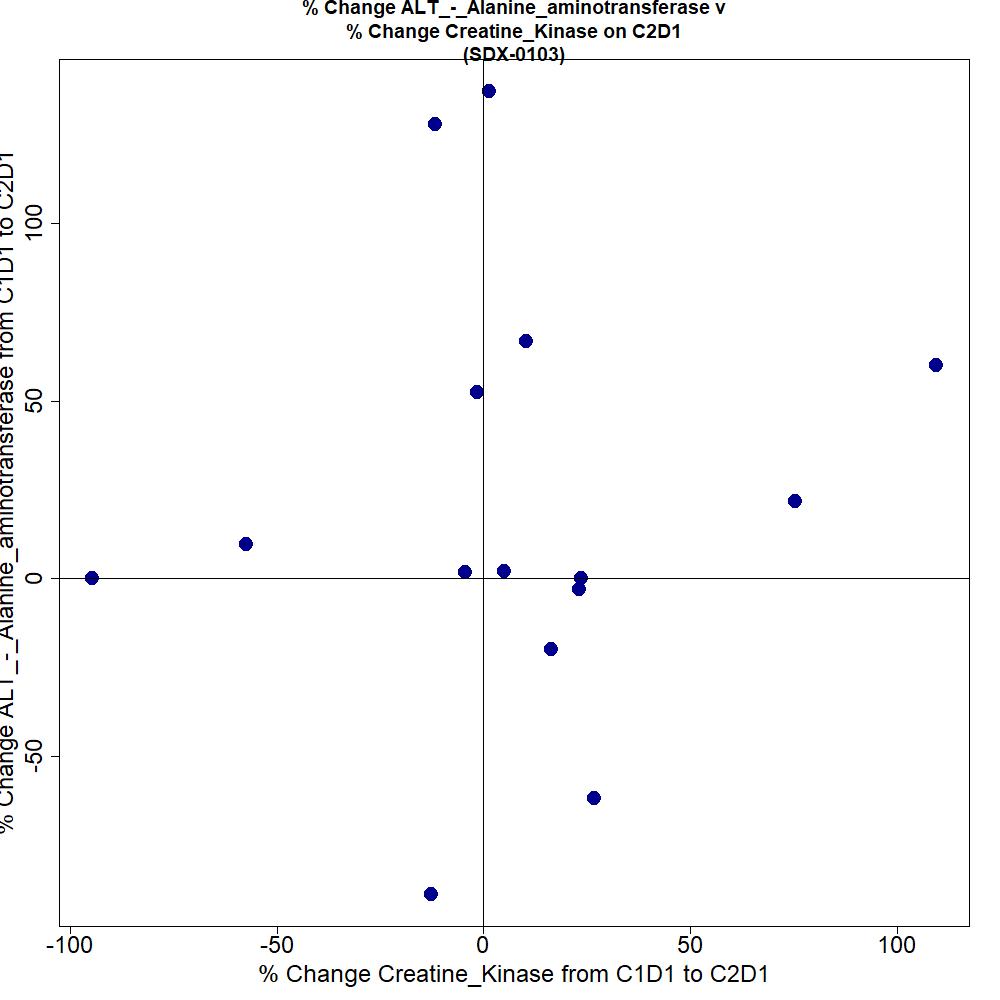 % Change ALT_-_Alanine_aminotransferase v
% Change Creatine_Kinase on C2D1
(SDX-0103)
% Change ALT_-_Alanine_aminotransferase from C1D1 to C2D1
100
50
0
-50
-100
-50
0
50
100
% Change Creatine_Kinase from C1D1 to C2D1